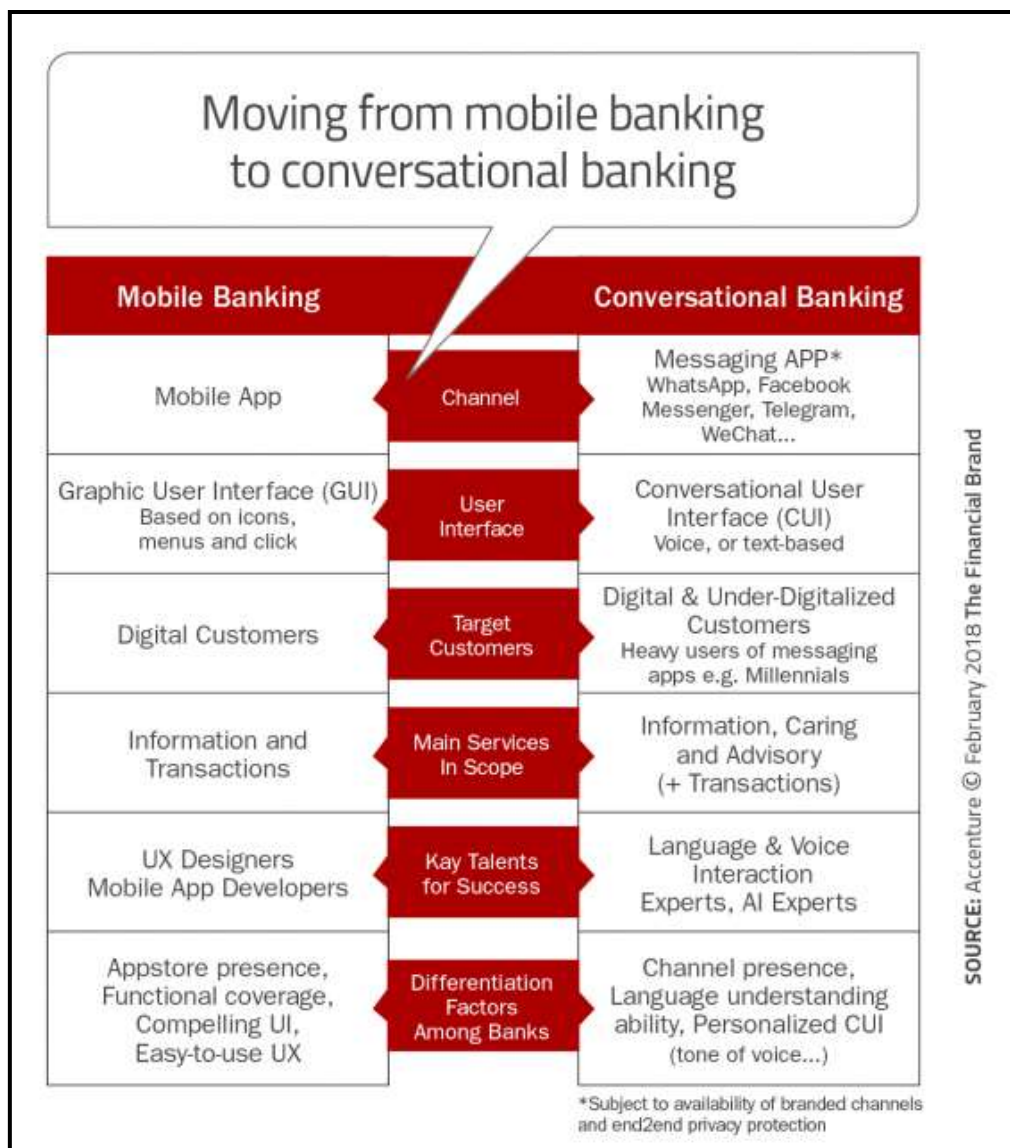 Moving from mobile banking
to conversational banking
Mobile Banking
Conversational Banking
Mobile App
Channel
Messaging APP*
WhatsApp, Facebook
Messenger, Telegram,
WeChat...
Graphic User Interface (GUI)
Based on icons,
menus and click
User
Interface
Conversational User
Interface (CUI)
Voice, or text-based
Digital Customers
Target
Customers
Digital & Under-Digitalized
Customers
Heavy users of messaging
apps e.g. Millennials
Information and
Transactions
Main Services
In Scope
Information, Caring
and Advisory
(+ Transactions)
UX Designers
Mobile App Developers
Kay Talents
for Success
Language & Voice
Interaction
Experts, AI Experts
Appstore presence,
Functional coverage,
Compelling UI,
Easy-to-use UX
Differentiation
Factors
Among Banks
Channel presence,
Language understanding
ability, Personalized CUI
(tone of voice...)
*Subject to availability of branded channels
and end2end privacy protection
SOURCE: Accenture © February 2018 The Financial Brand